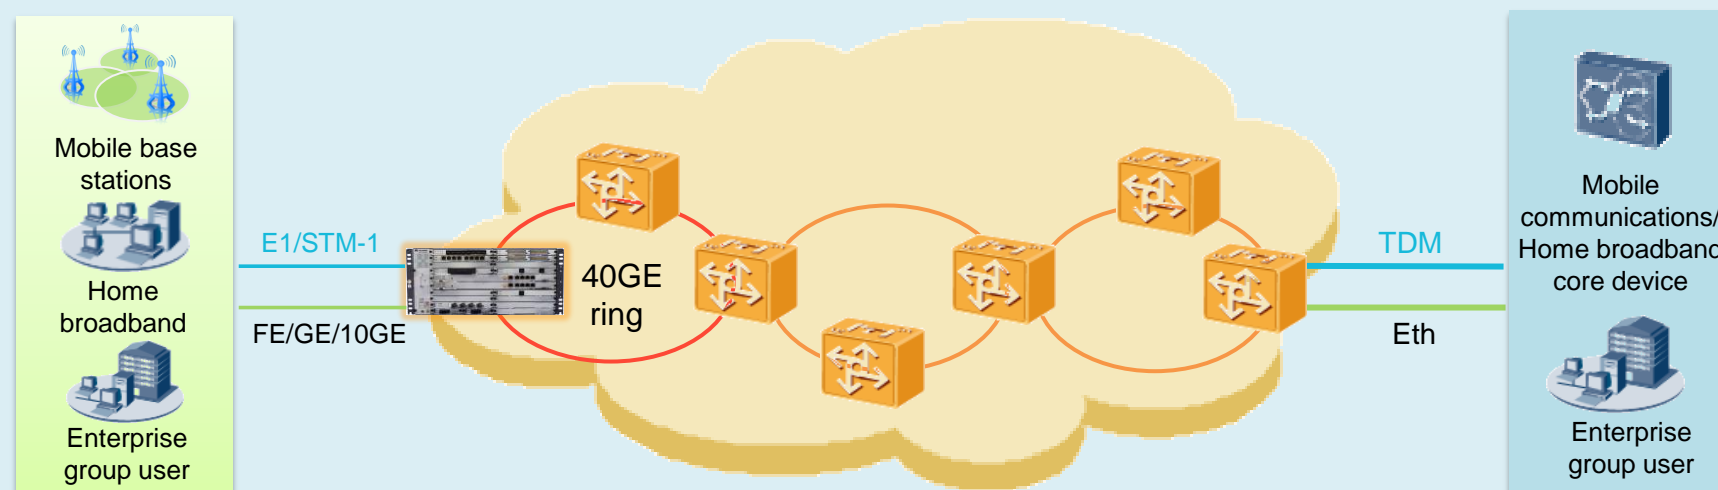 Mobile base
stations
Home
broadband
Enterprise
group user
E1/STM-1
FE/GE/10GE
40GE
ring
TDM
Eth
Mobile
communications/
Home broadband
core device
Enterprise
group user